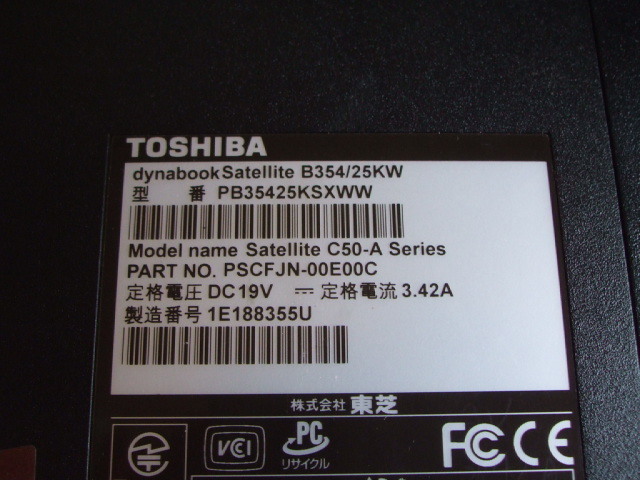 TOSHIBA
dynabook Satellite B354/25KW
型 番 PB35425KSXWW
Model name Satellite C50-A Series
PART NO. PSCFJN-00E00C
定格電圧 DC19V ⎓ 定格電流 3.42A
製造番号 1E188355U
株式会社 東芝
VCCI PC FC CE
リサイクル